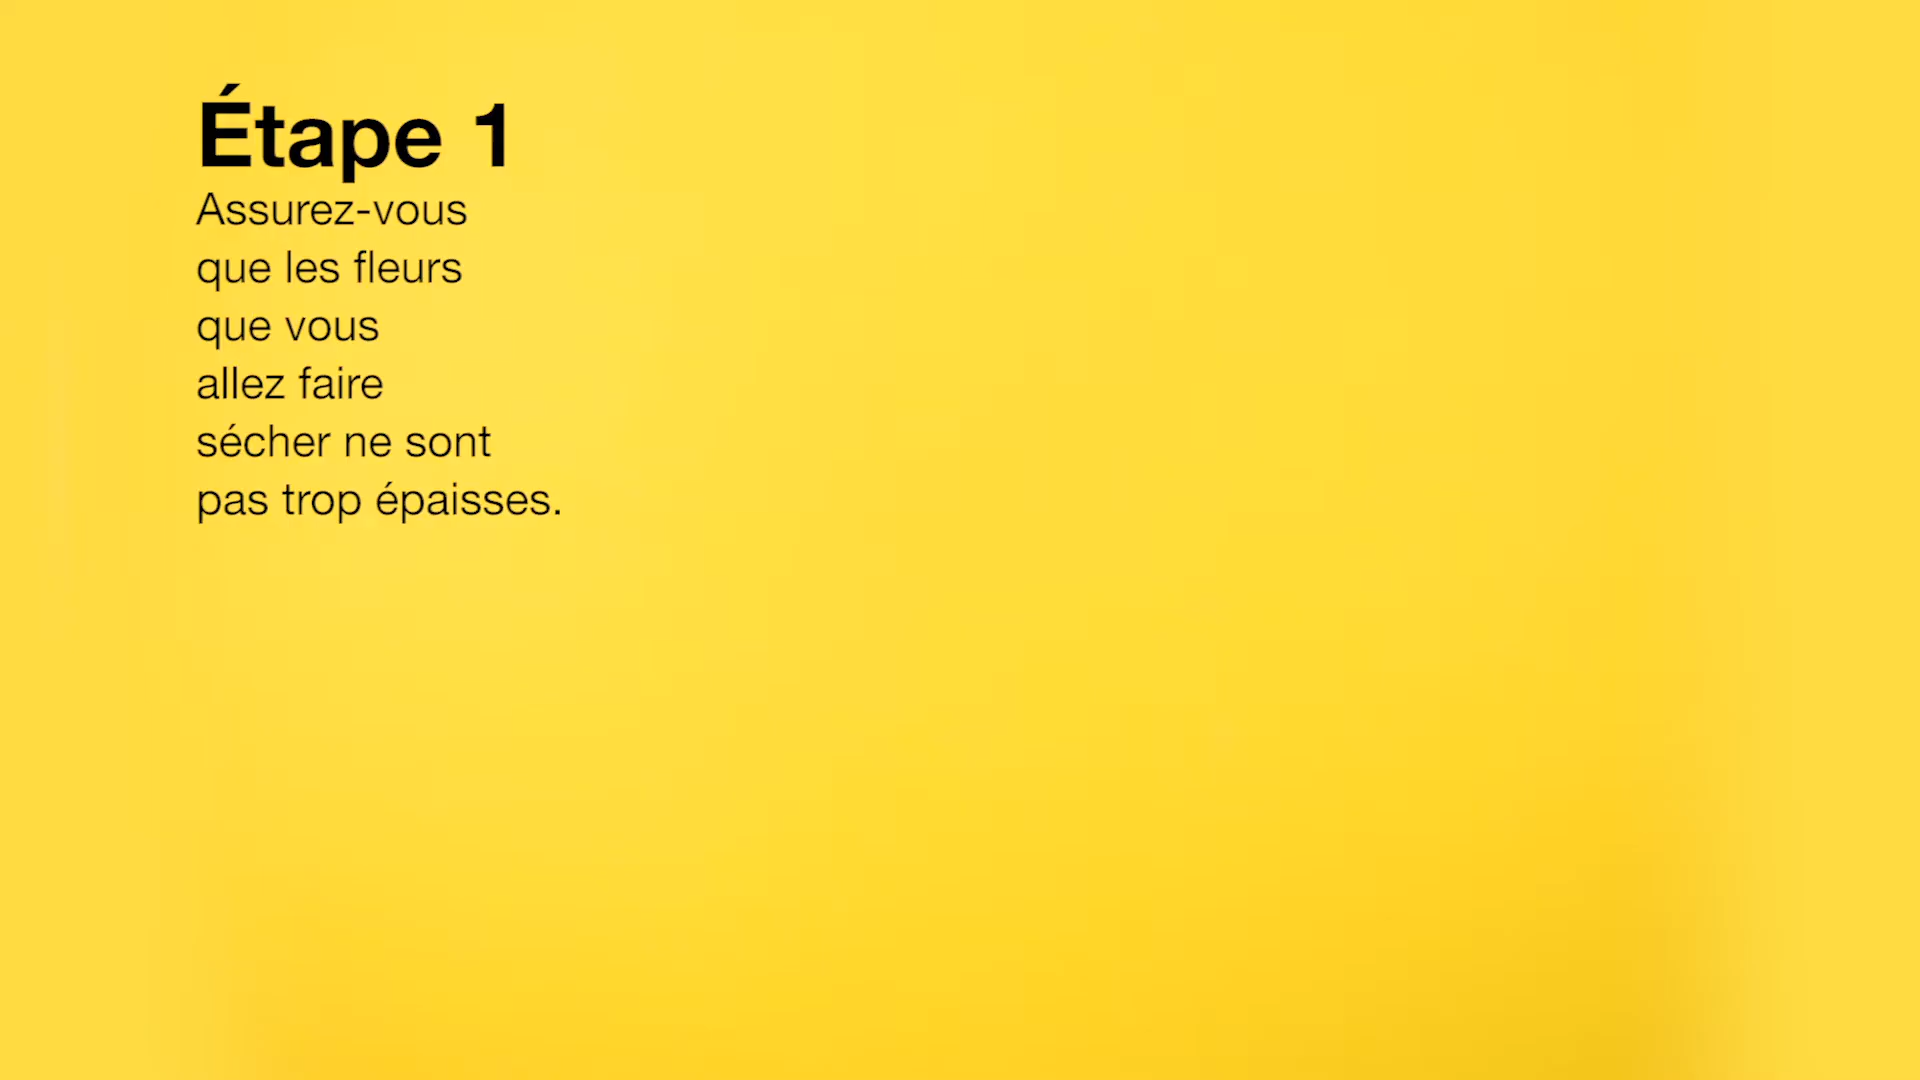 Étape 1
Assurez-vous
que les fleurs
que vous
allez faire
sécher ne sont
pas trop épaisses.